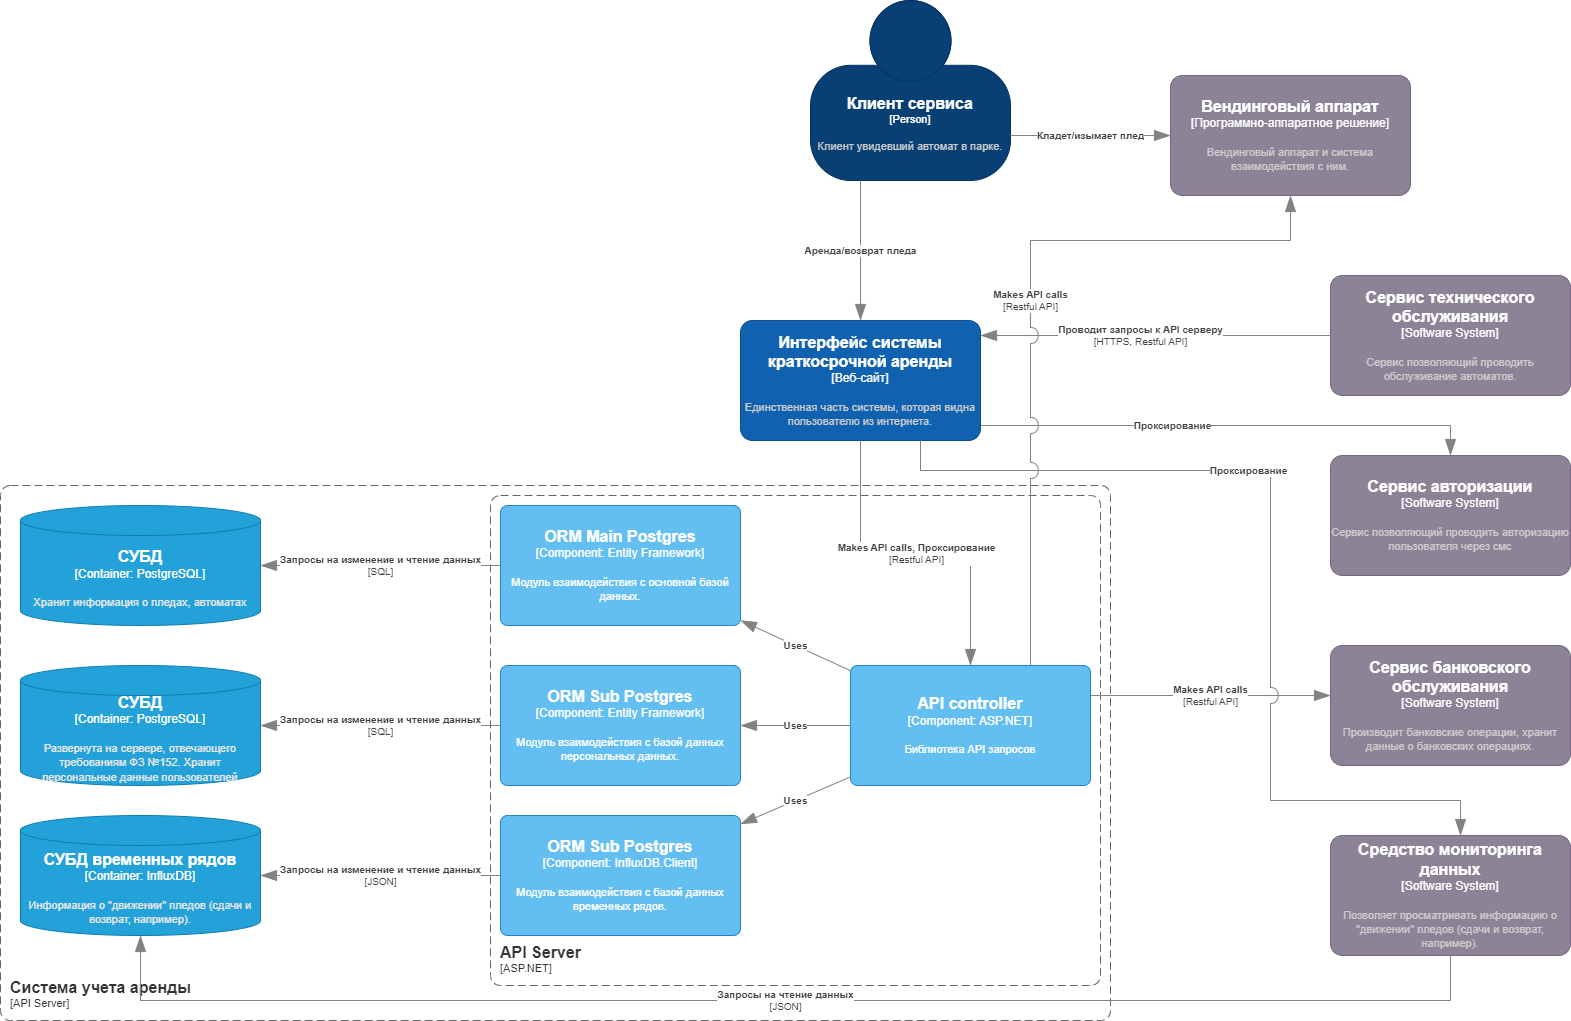 Клиент сервиса
[Person]
Клиент увидевший автомат в парке.
Кладет/изымает плед
Вендинговый аппарат
[Программно-аппаратное решение]
Вендинговый аппарат и система
взаимодействия с ним.
Аренда/возврат пледа
Makes API calls
[Restful API]
Проводит запросы к API серверу
[HTTPS, Restful API]
Сервис технического
обслуживания
[Software System]
Сервис позволяющий проводить
обслуживание автоматов.
Интерфейс системы
краткосрочной аренды
[Веб-сайт]
Единственная часть системы, которая видна
пользователю из интернета.
Проксирование
Проксирование
Сервис авторизации
[Software System]
Сервис позволяющий проводить авторизацию
пользователя через смс
СУБД
[Container: PostgreSQL]
Хранит информация о пледах, автоматах
Запросы на изменение и чтение данных
[SQL]
ORM Main Postgres
[Component: Entity Framework]
Модуль взаимодействия с основной базой
данных.
Makes API calls, Проксирование
[Restful API]
Uses
СУБД
[Container: PostgreSQL]
Развернута на сервере, отвечающего
требованиям ФЗ №152. Хранит
персональные данные пользователей
Запросы на изменение и чтение данных
[SQL]
ORM Sub Postgres
[Component: Entity Framework]
Модуль взаимодействия с базой данных
персональных данных.
Uses
API controller
[Component: ASP.NET]
Библиотека API запросов
Makes API calls
[Restful API]
Сервис банковского
обслуживания
[Software System]
Производит банковские операции, хранит
данные о банковских операциях.
Uses
СУБД временных рядов
[Container: InfluxDB]
Информация о "движении" пледов (сдачи и
возврат, например).
Запросы на изменение и чтение данных
[JSON]
ORM Sub Postgres
[Component: InfluxDB.Client]
Модуль взаимодействия с базой данных
временных рядов.
Средство мониторинга
данных
[Software System]
Позволяет просматривать информацию о
"движении" пледов (сдачи и возврат,
например).
API Server
[ASP.NET]
Система учета аренды
[API Server]
Запросы на чтение данных
[JSON]